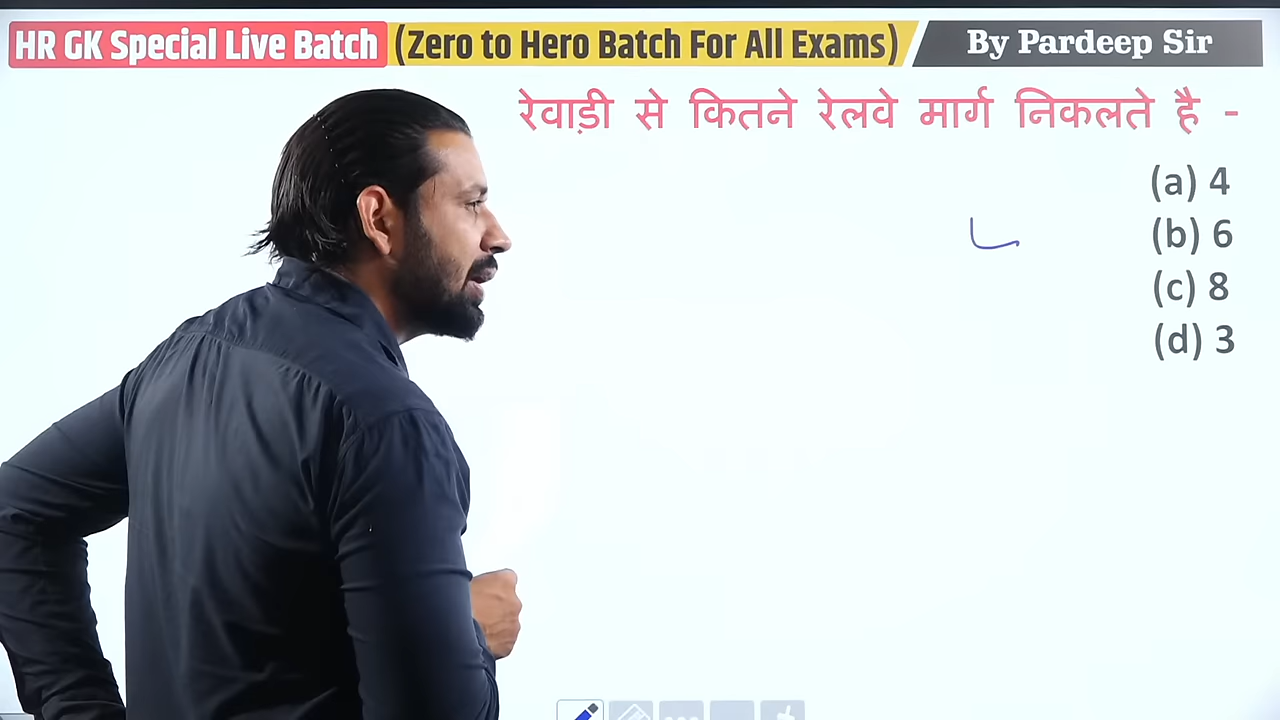 HR GK Special Live Batch (Zero to Hero Batch For All Exams) By Pardeep Sir
रेवाड़ी से कितने रेलवे मार्ग निकलते है -
(a) 4
(b) 6
(c) 8
(d) 3